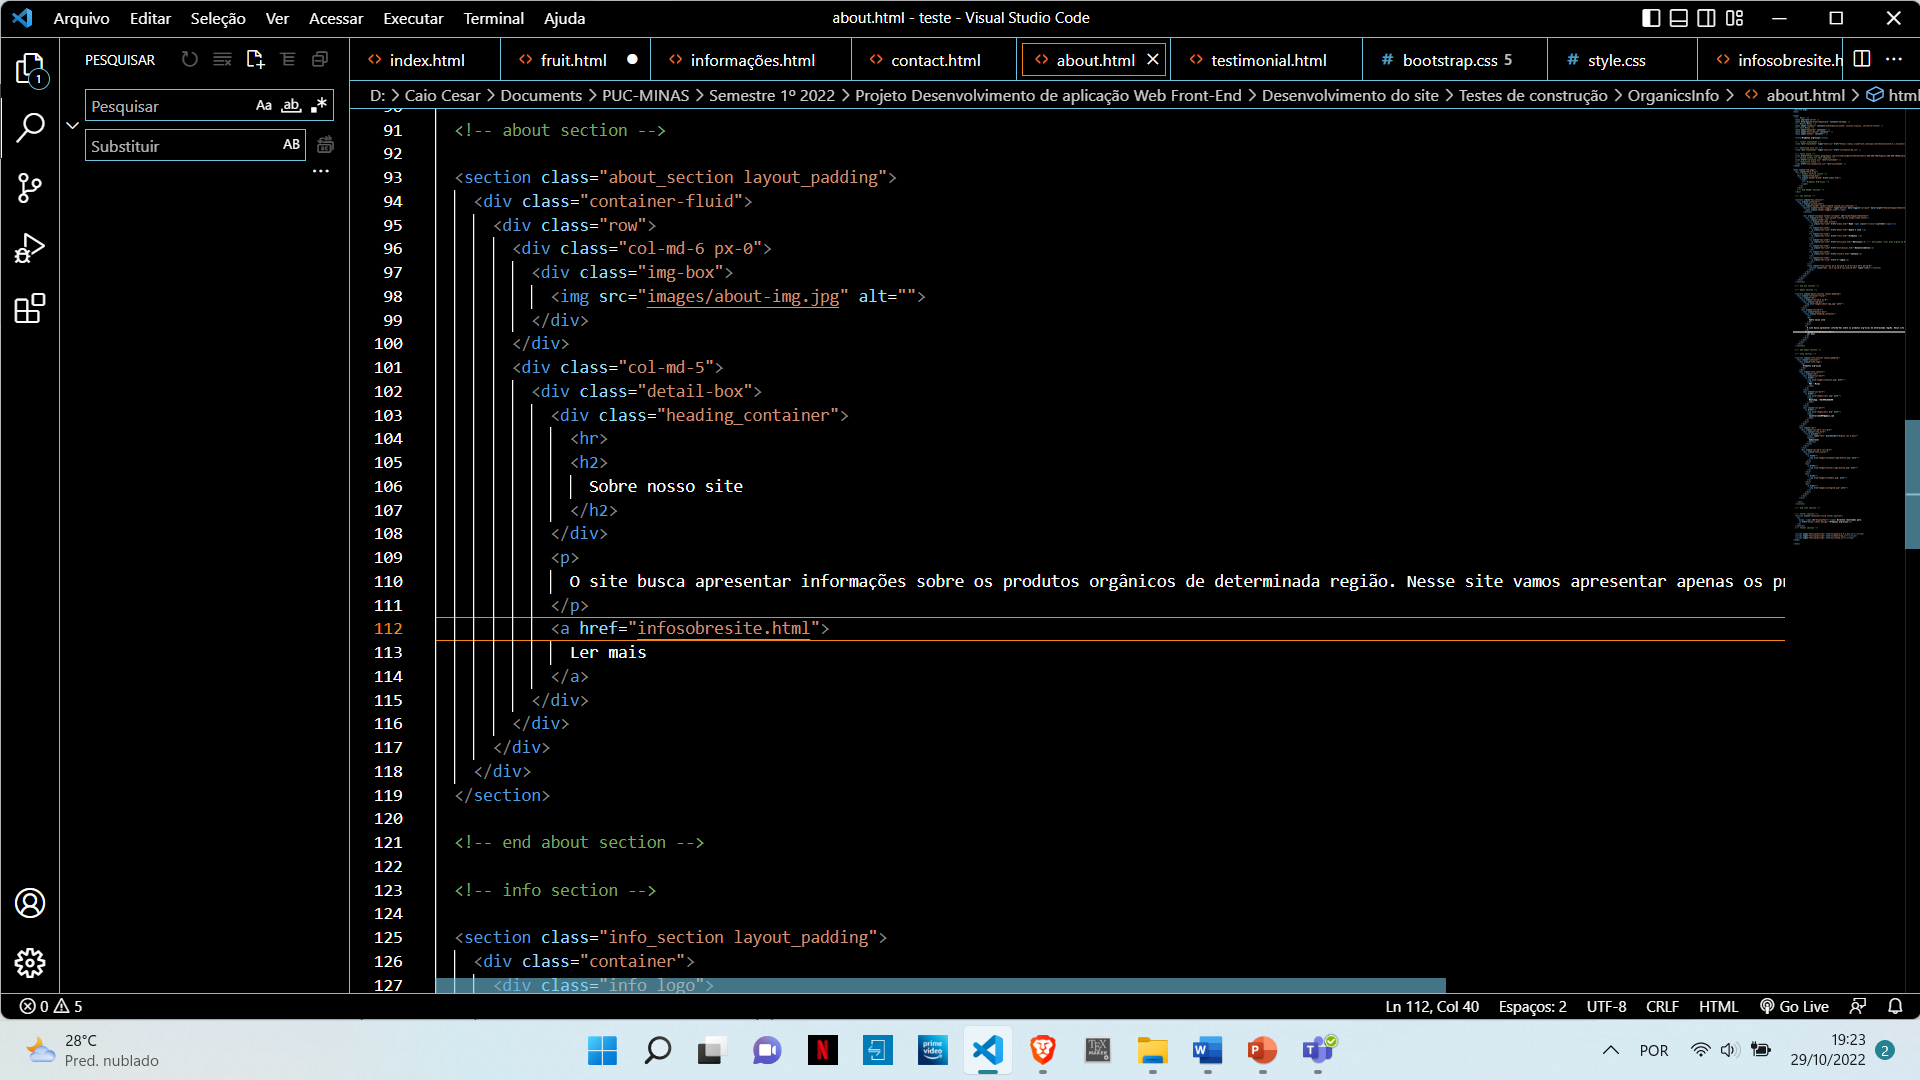 Arquivo Editar Seleção Ver Acessar Executar Terminal Ajuda
about.html - teste - Visual Studio Code
PESQUISAR
index.html fruit.html informações.html contact.html about.html testimonial.html bootstrap.css 5 style.css infosobresite.h
Pesquisar Aa ab
Substituir AB
1
D: > Caio Cesar > Documents > PUC-MINAS > Semestre 1º 2022 > Projeto Desenvolvimento de aplicação Web Front-End > Desenvolvimento do site > Testes de construção > OrganicsInfo > about.html > html
91 <!-- about section -->
92
93 <section class="about_section layout_padding">
94 <div class="container-fluid">
95 <div class="row">
96 <div class="col-md-6 px-0">
97 <div class="img-box">
98 <img src="images/about-img.jpg" alt="">
99 </div>
100 </div>
101 <div class="col-md-5">
102 <div class="detail-box">
103 <div class="heading_container">
104 <hr>
105 <h2>
106 Sobre nosso site
107 </h2>
108 </div>
109 <p>
110 O site busca apresentar informações sobre os produtos orgânicos de determinada região. Nesse site vamos apresentar apenas os pr
111 </p>
112 <a href="infosobresite.html">
113 Ler mais
114 </a>
115 </div>
116 </div>
117 </div>
118 </div>
119 </section>
120
121 <!-- end about section -->
122
123 <!-- info section -->
124
125 <section class="info_section layout_padding">
126 <div class="container">
127 <div class="info_logo">
0 5
Ln 112, Col 40 Espaços: 2 UTF-8 CRLF HTML Go Live
28°C
Pred. nublado
prime video
TEX MAKER
POR
19:23
29/10/2022
2